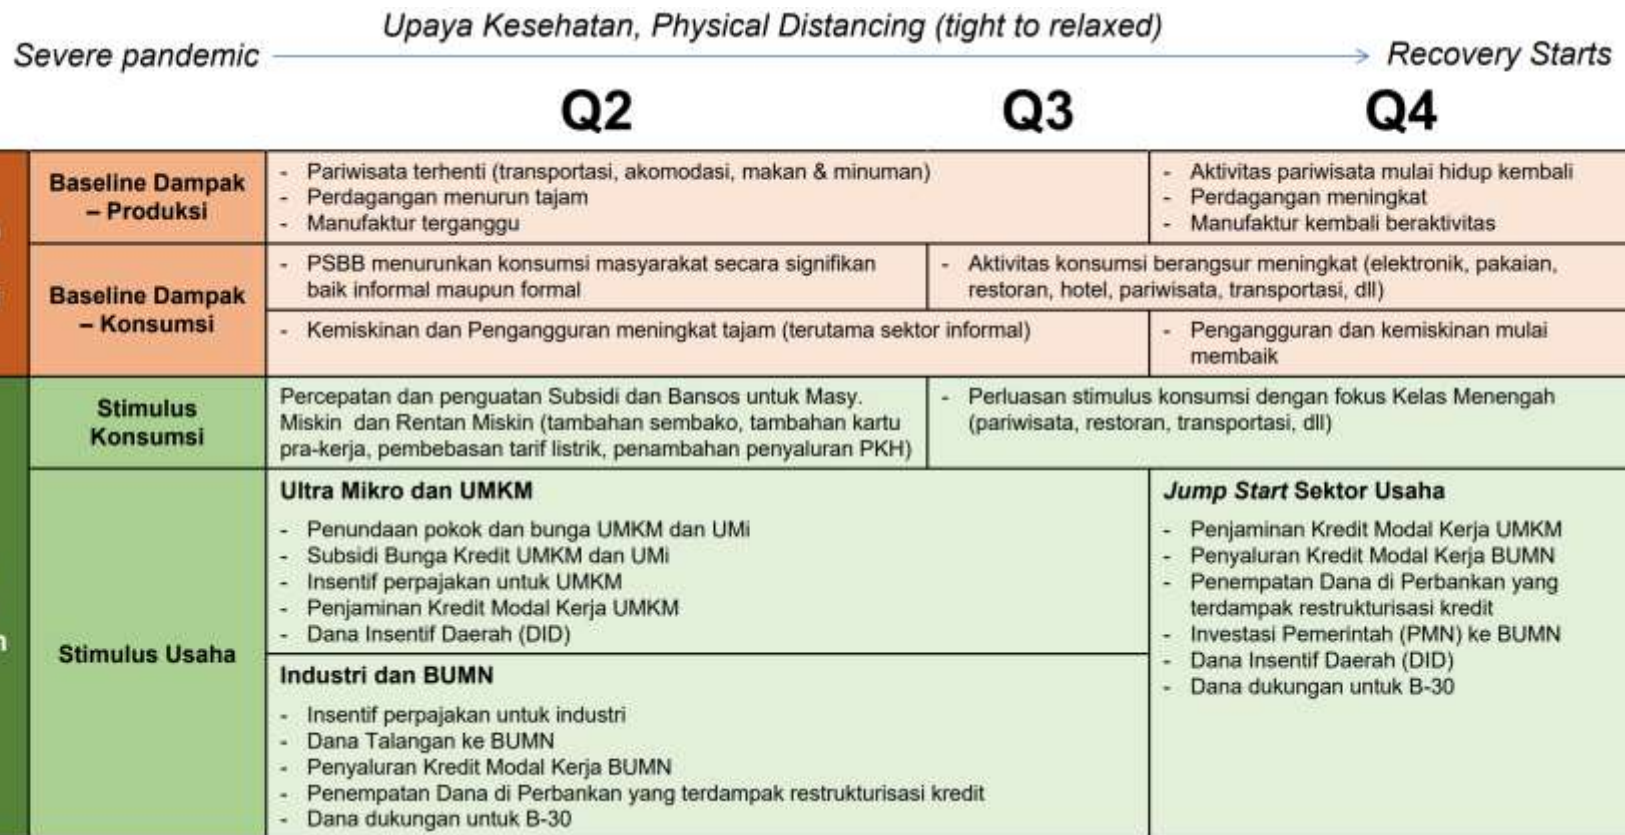 Upaya Kesehatan, Physical Distancing (tight to relaxed)
Severe pandemic
Recovery Starts
Q2
Q3
Q4
Baseline Dampak
– Produksi
- Pariwisata terhenti (transportasi, akomodasi, makan & minuman)
- Perdagangan menurun tajam
- Manufaktur terganggu
- Aktivitas pariwisata mulai hidup kembali
- Perdagangan meningkat
- Manufaktur kembali beraktivitas
Baseline Dampak
– Konsumsi
- PSBB menurunkan konsumsi masyarakat secara signifikan
baik informal maupun formal
- Aktivitas konsumsi berangsur meningkat (elektronik, pakaian,
restoran, hotel, pariwisata, transportasi, dll)
- Kemiskinan dan Pengangguran meningkat tajam (terutama sektor informal)
- Pengangguran dan kemiskinan mulai
membaik
Stimulus
Konsumsi
Percepatan dan penguatan Subsidi dan Bansos untuk Masy.
Miskin dan Rentan Miskin (tambahan sembako, tambahan kartu
pra-kerja, pembebasan tarif listrik, penambahan penyaluran PKH)
- Perluasan stimulus konsumsi dengan fokus Kelas Menengah
(pariwisata, restoran, transportasi, dll)
Stimulus Usaha
Ultra Mikro dan UMKM
- Penundaan pokok dan bunga UMKM dan UMi
- Subsidi Bunga Kredit UMKM dan UMi
- Insentif perpajakan untuk UMKM
- Penjaminan Kredit Modal Kerja UMKM
- Dana Insentif Daerah (DID)
Industri dan BUMN
- Insentif perpajakan untuk industri
- Dana Talangan ke BUMN
- Penyaluran Kredit Modal Kerja BUMN
- Penempatan Dana di Perbankan yang terdampak restrukturisasi kredit
- Dana dukungan untuk B-30
Jump Start Sektor Usaha
- Penjaminan Kredit Modal Kerja UMKM
- Penyaluran Kredit Modal Kerja BUMN
- Penempatan Dana di Perbankan yang
terdampak restrukturisasi kredit
- Investasi Pemerintah (PMN) ke BUMN
- Dana Insentif Daerah (DID)
- Dana dukungan untuk B-30